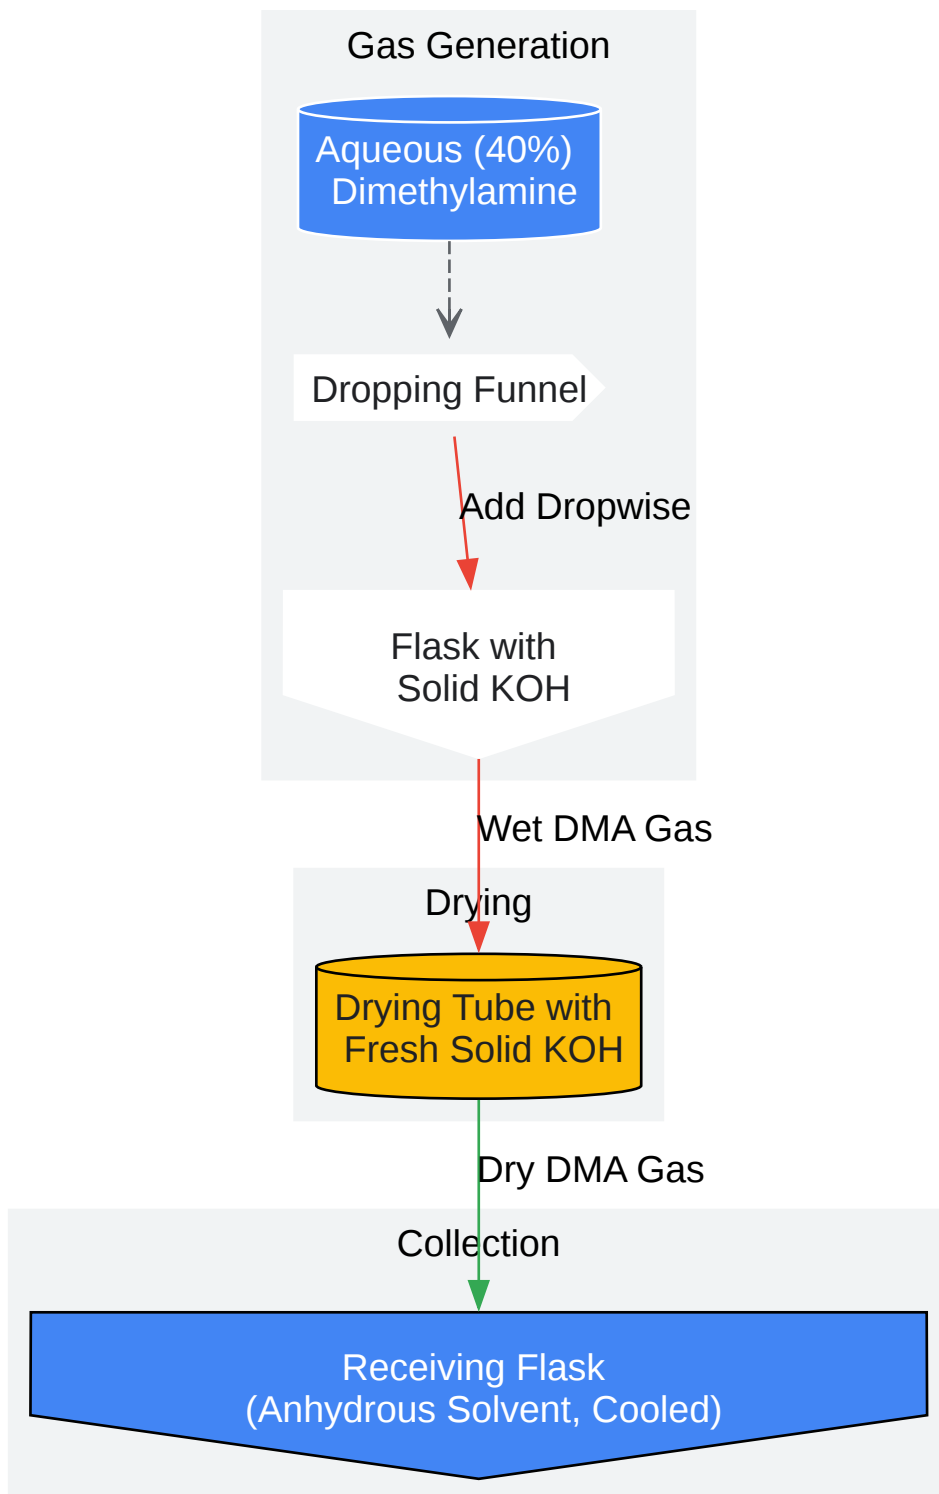 Gas Generation
Aqueous (40%)
Dimethylamine
Dropping Funnel
Add Dropwise
Flask with
Solid KOH
Wet DMA Gas
Drying
Drying Tube with
Fresh Solid KOH
Dry DMA Gas
Collection
Receiving Flask
(Anhydrous Solvent, Cooled)